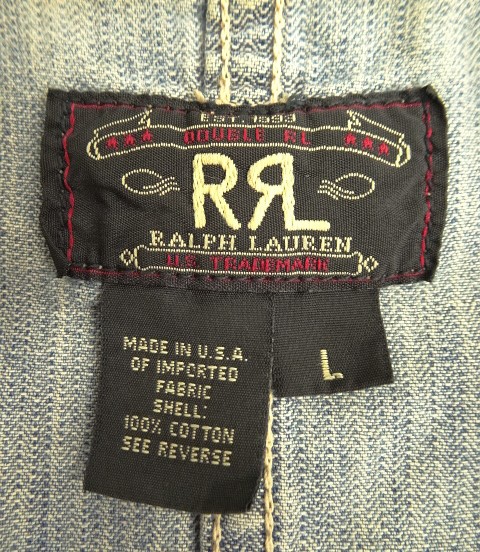 EST. 1993
DOUBLE RL
RRL
RALPH LAUREN
U.S. TRADEMARK
L
MADE IN U.S.A.
OF IMPORTED
FABRIC
SHELL:
100% COTTON
SEE REVERSE